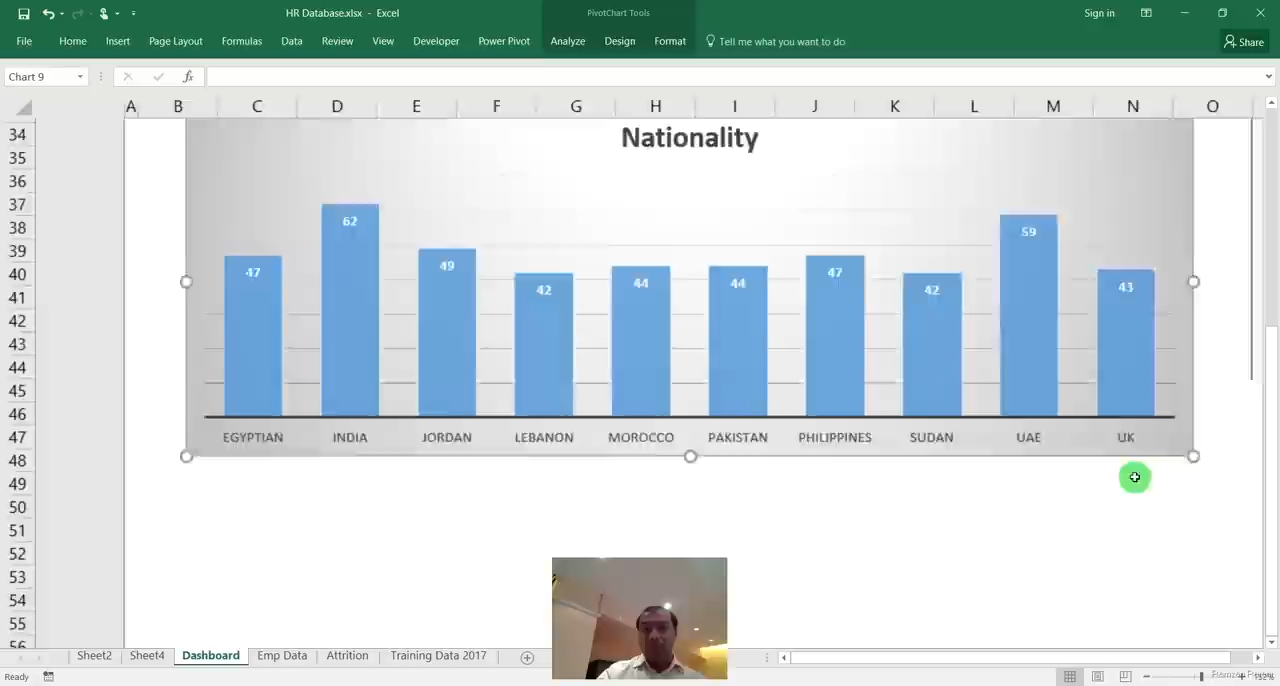 HR Database.xlsx - Excel
PivotChart Tools
Sign in
File Home Insert Page Layout Formulas Data Review View Developer Power Pivot Analyze Design Format Tell me what you want to do Share
Chart 9 fx
A B C D E F G H I J K L M N O
34
35
36
37
38
39
40
41
42
43
44
45
46
47
48
49
50
51
52
53
54
55
56
Nationality
47 62 49 42 44 44 47 42 59 43
EGYPTIAN INDIA JORDAN LEBANON MOROCCO PAKISTAN PHILIPPINES SUDAN UAE UK
Sheet2 Sheet4 Dashboard Emp Data Attrition Training Data 2017
Ready